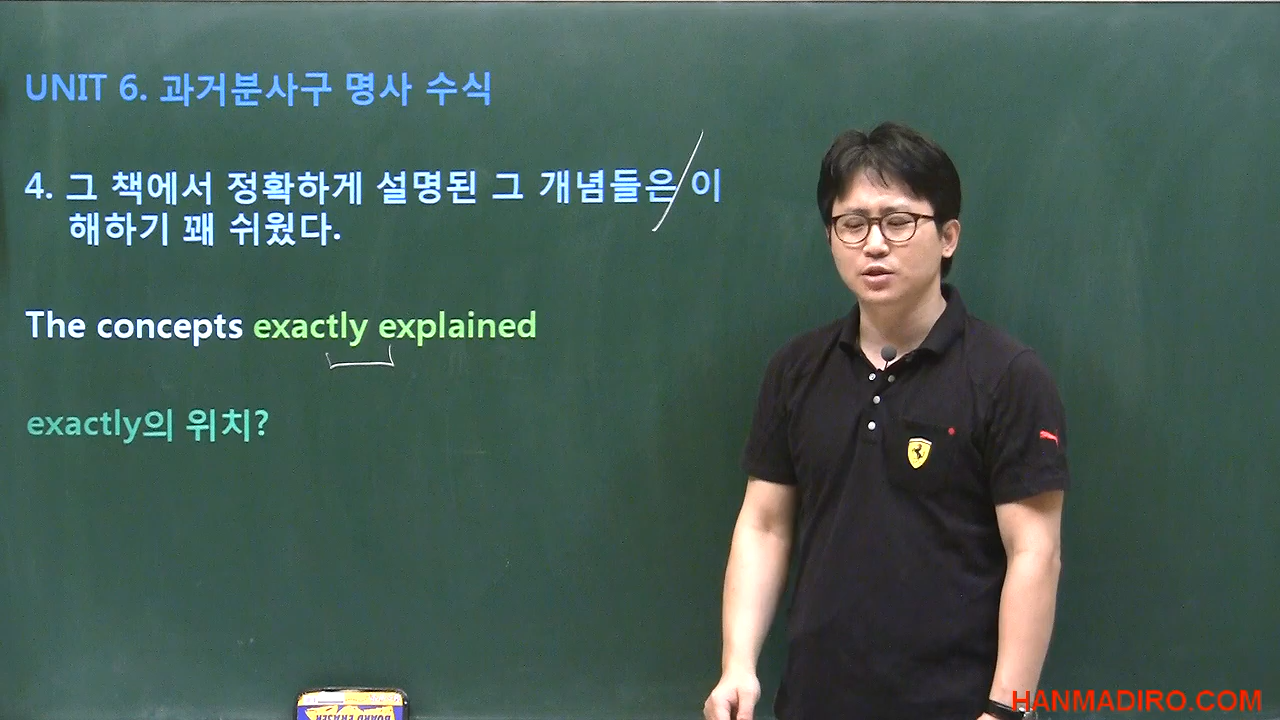 UNIT 6. 과거분사구 명사 수식
4. 그 책에서 정확하게 설명된 그 개념들은 이
해하기 꽤 쉬웠다.
The concepts exactly explained
exactly의 위치?
BOARD ERASER
HANMADIRO.COM